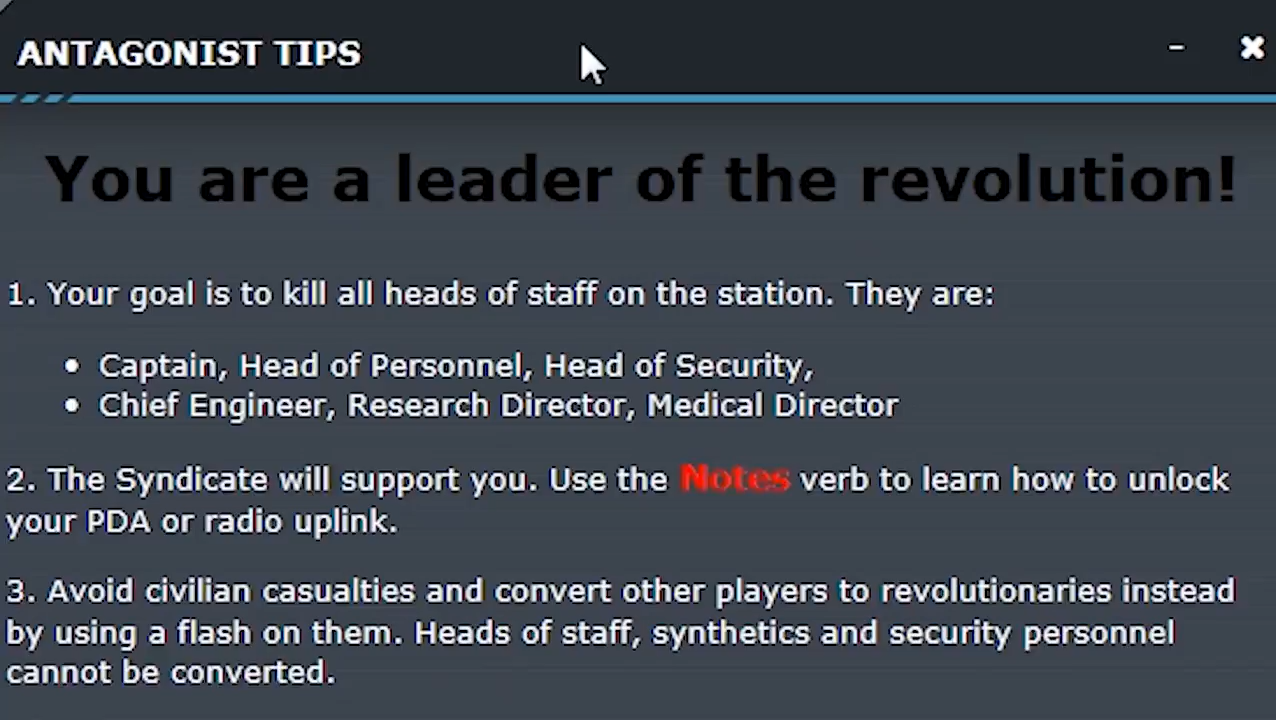 ANTAGONIST TIPS
You are a leader of the revolution!
1. Your goal is to kill all heads of staff on the station. They are:
• Captain, Head of Personnel, Head of Security,
• Chief Engineer, Research Director, Medical Director
2. The Syndicate will support you. Use the Notes verb to learn how to unlock
your PDA or radio uplink.
3. Avoid civilian casualties and convert other players to revolutionaries instead
by using a flash on them. Heads of staff, synthetics and security personnel
cannot be converted.